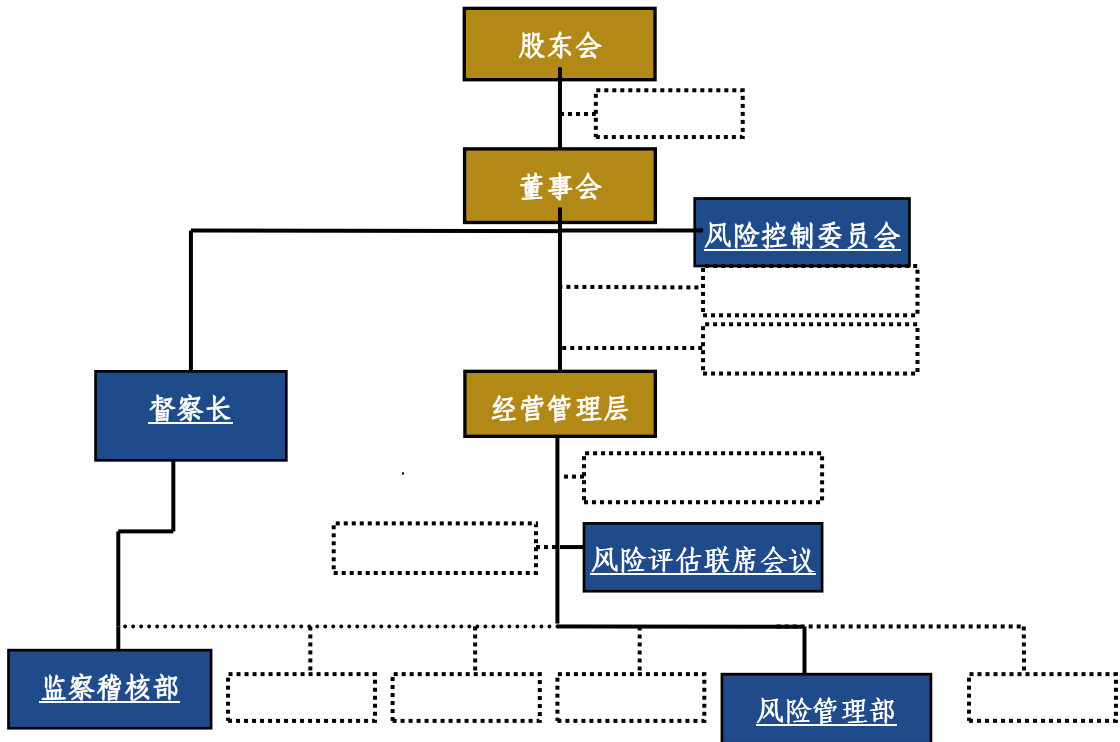 股东会
董事会
风险控制委员会
督察长
经营管理层
风险评估联席会议
监察稽核部
风险管理部